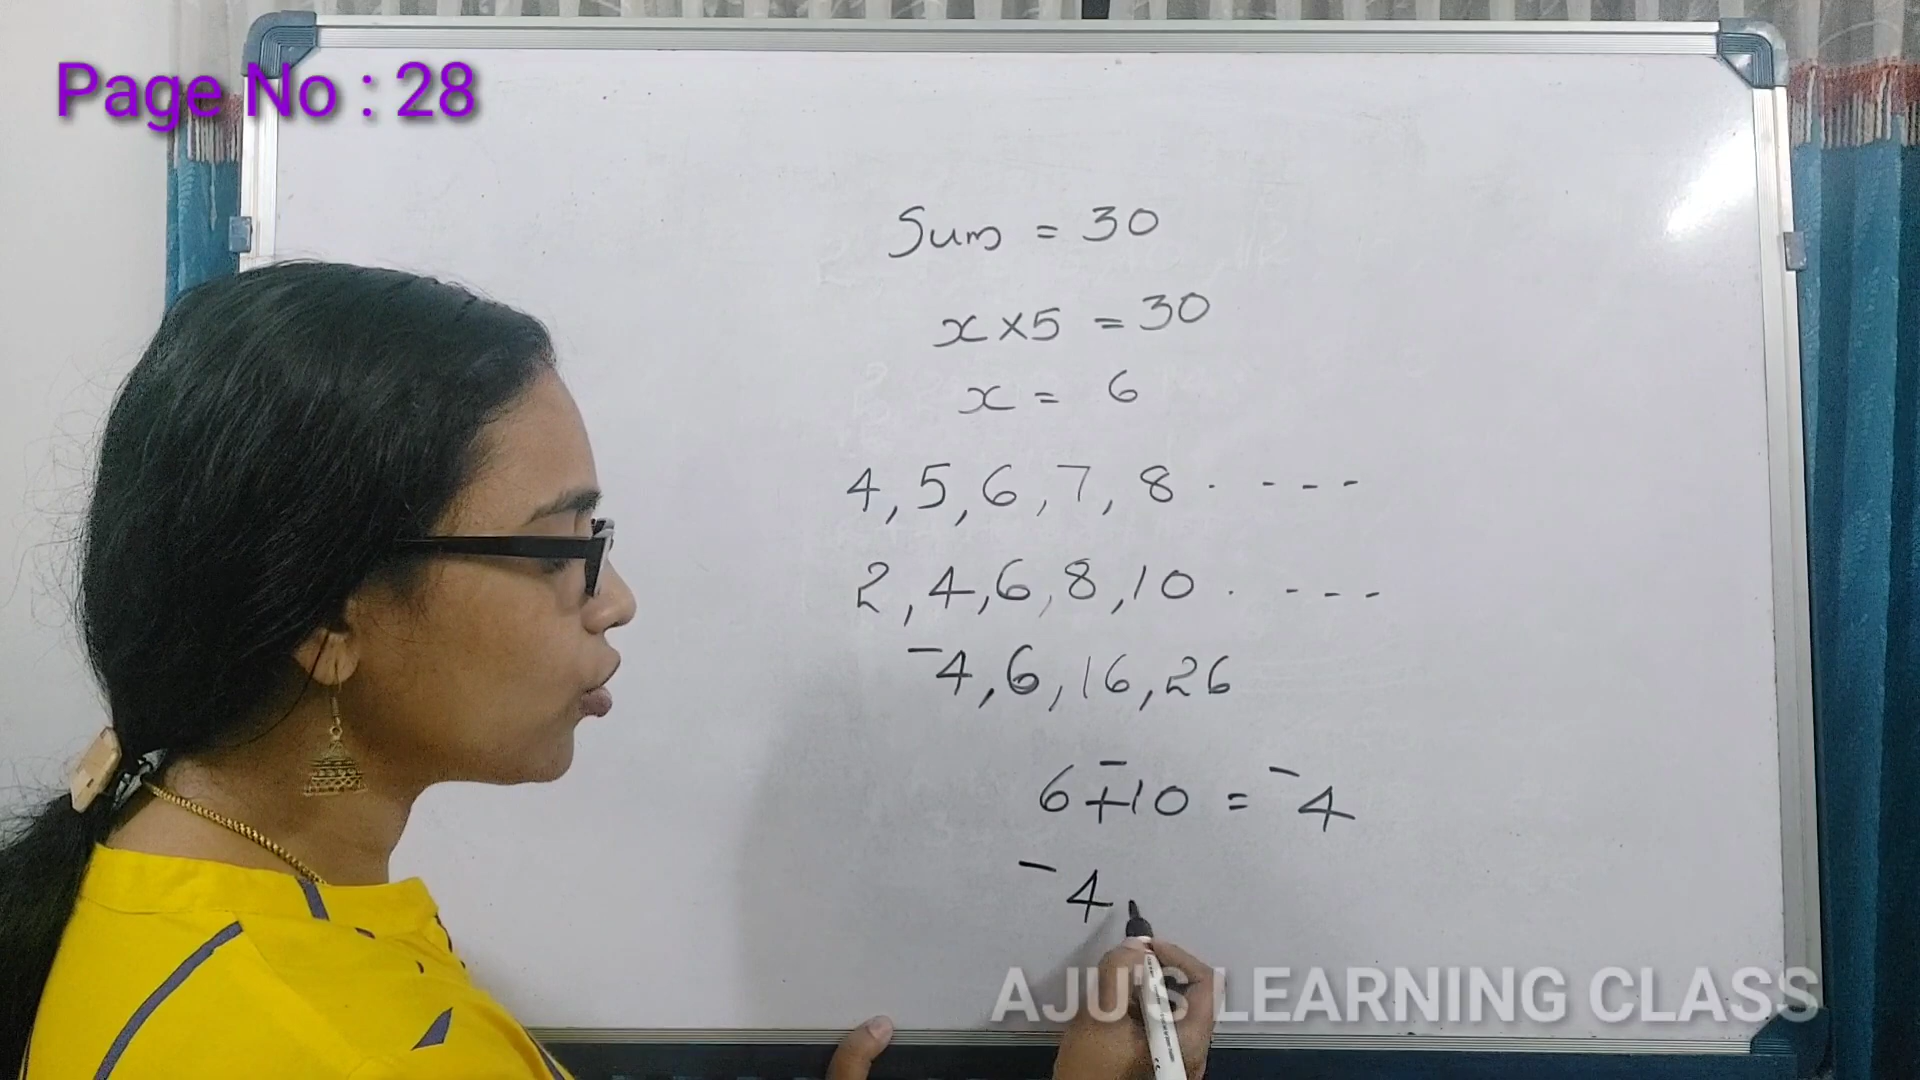 Page No : 28
Sum = 30
x×5 = 30
x = 6
4, 5, 6, 7, 8 . - - - -
2, 4, 6, 8, 10 . - - - -
⁻4, 6, 16, 26
6 + ⁻10 = ⁻4
⁻4
AJU'S LEARNING CLASS